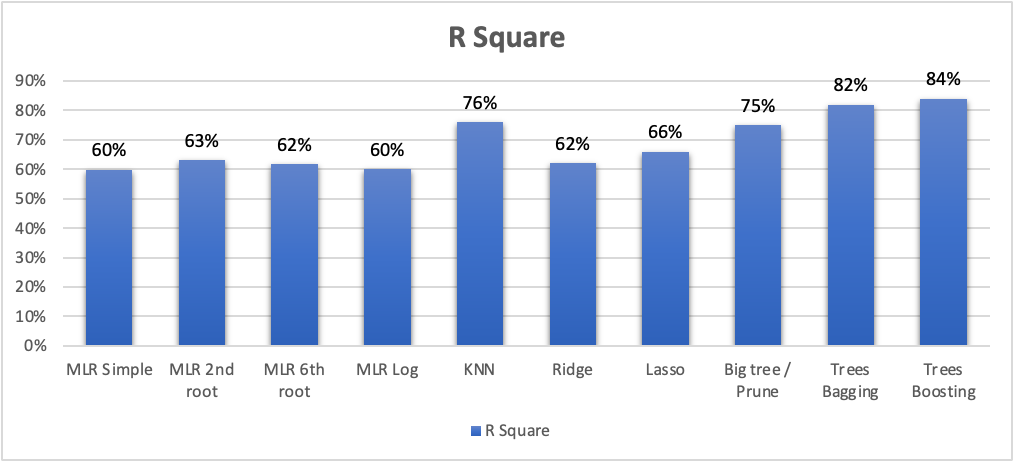 R Square
90%
80%
70%
60%
50%
40%
30%
20%
10%
0%
60%
63%
62%
60%
76%
62%
66%
75%
82%
84%
MLR Simple
MLR 2nd
root
MLR 6th
root
MLR Log
KNN
Ridge
Lasso
Big tree /
Prune
Trees
Bagging
Trees
Boosting
R Square